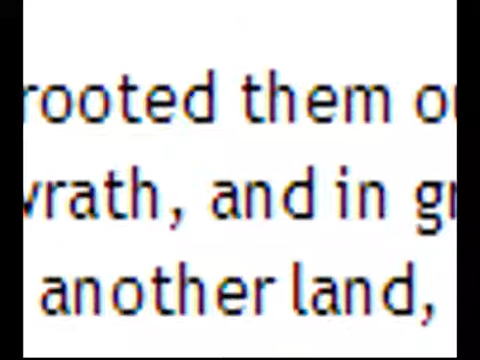 rooted them o
wrath, and in g
another land,